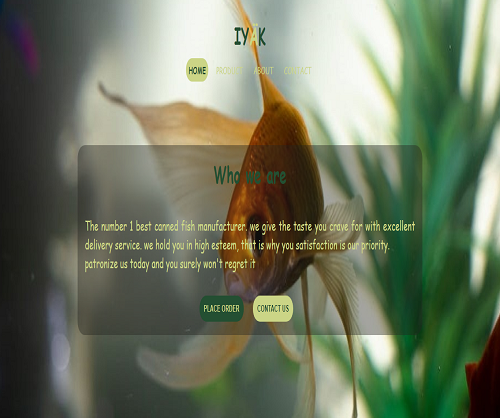 IYAK
HOME PRODUCT ABOUT CONTACT
Who we are
The number 1 best canned fish manufacturer. we give the taste you crave for with excellent
delivery service. we hold you in high esteem, that is why you satisfaction is our priority.
patronize us today and you surely won't regret it
PLACE ORDER CONTACT US